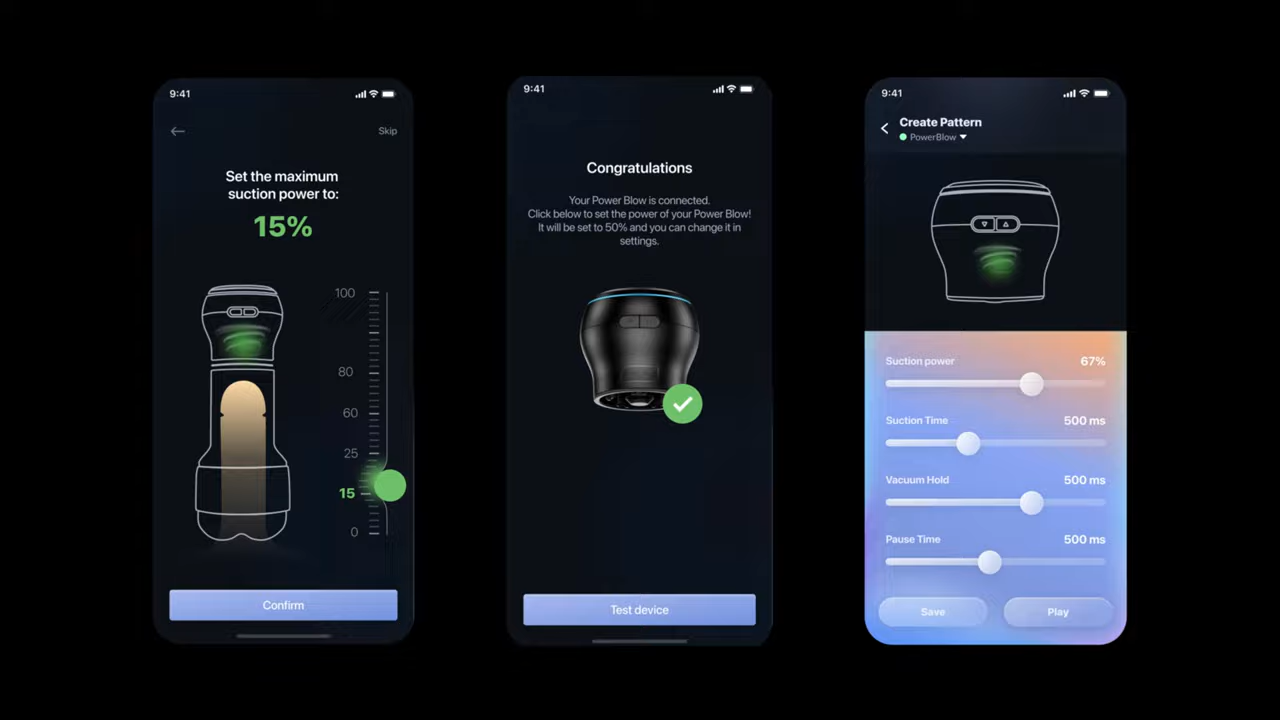 9:41
Skip
Set the maximum
suction power to:
15%
100
80
60
25
15
0
Confirm
9:41
Congratulations
Your Power Blow is connected.
Click below to set the power of your Power Blow!
It will be set to 50% and you can change it in
settings.
Test device
9:41
Create Pattern
PowerBlow
Suction power 67%
Suction Time 500 ms
Vacuum Hold 500 ms
Pause Time 500 ms
Save Play